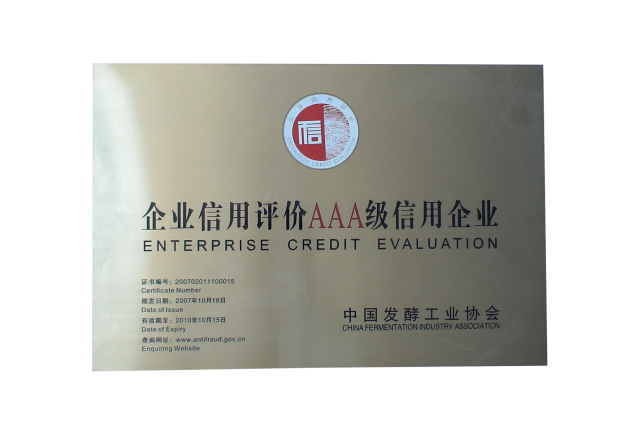 信
企业信用评价AAA级信用企业
ENTERPRISE CREDIT EVALUATION
证书编号：200702011100015
Certificate Number
颁发日期：2007年10月16日
Date of Issue
有效期至：2010年10月15日
Date of Expiry
查询网址：www.antifraud.gov.cn
Enquiring Website
中国发酵工业协会
CHINA FERMENTATION INDUSTRY ASSOCIATION